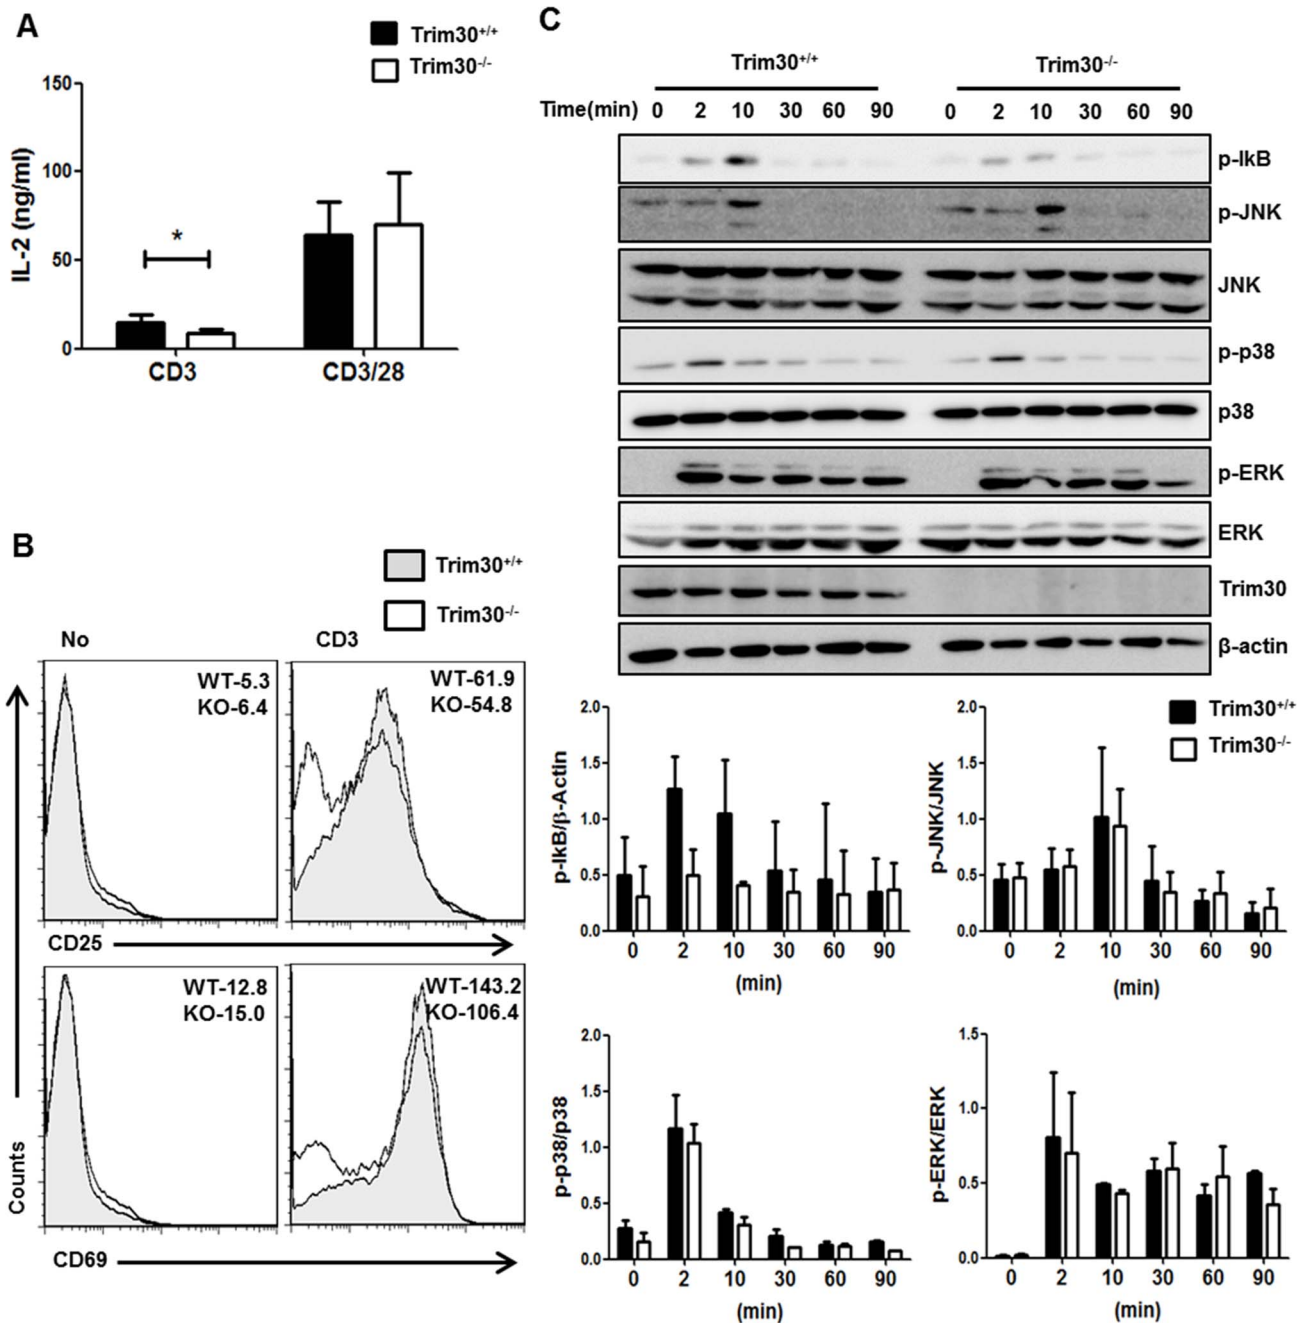 A
Trim30+/+
Trim30-/-
150
100
50
0
IL-2 (ng/ml)
*
CD3
CD3/28
B
Trim30+/+
Trim30-/-
No
CD3
WT-5.3
KO-6.4
WT-61.9
KO-54.8
CD25
WT-12.8
KO-15.0
WT-143.2
KO-106.4
Counts
CD69
C
Trim30+/+
Trim30-/-
Time(min) 0 2 10 30 60 90 0 2 10 30 60 90
p-IkB
p-JNK
JNK
p-p38
p38
p-ERK
ERK
Trim30
β-actin
Trim30+/+
Trim30-/-
p-IkB/β-Actin
2.0
1.5
1.0
0.5
0.0
0 2 10 30 60 90
(min)
p-JNK/JNK
2.0
1.5
1.0
0.5
0.0
0 2 10 30 60 90
(min)
p-p38/p38
2.0
1.5
1.0
0.5
0.0
0 2 10 30 60 90
(min)
p-ERK/ERK
1.5
1.0
0.5
0.0
0 2 10 30 60 90
(min)